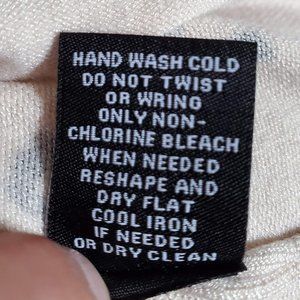 HAND WASH COLD
DO NOT TWIST
OR WRING
ONLY NON-
CHLORINE BLEACH
WHEN NEEDED
RESHAPE AND
DRY FLAT
COOL IRON
IF NEEDED
OR DRY CLEAN